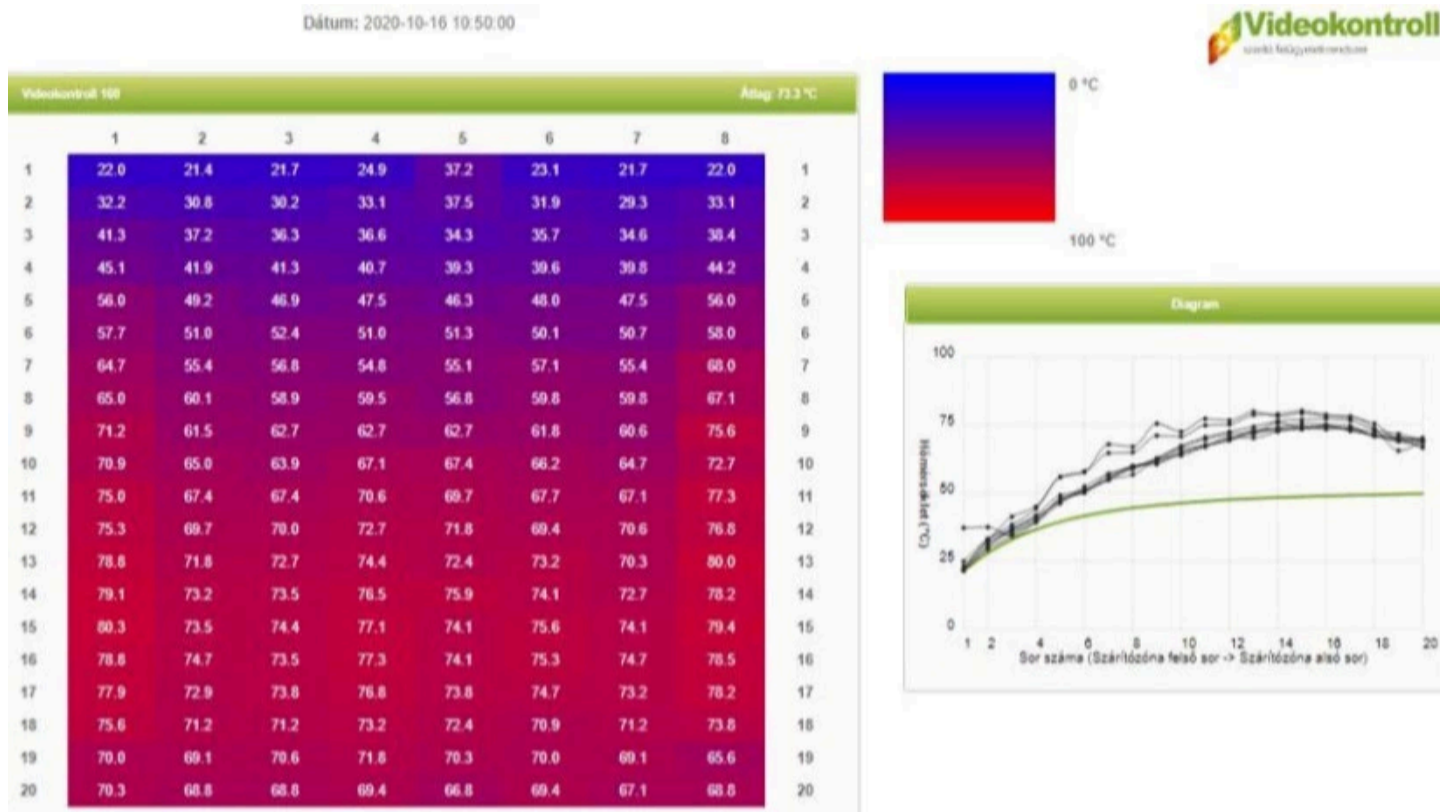 Dátum: 2020-10-16 10:50:00
Videokontroll
Videokontroll 160
Átlag: 73.3 °C
1 2 3 4 5 6 7 8
1 22.0 21.4 21.7 24.9 37.2 23.1 21.7 22.0 1
2 32.2 30.8 30.2 33.1 37.5 31.9 29.3 33.1 2
3 41.3 37.2 36.3 36.6 34.3 35.7 34.6 38.4 3
4 45.1 41.9 41.3 40.7 39.3 39.6 39.8 44.2 4
5 56.0 49.2 46.9 47.5 46.3 48.0 47.5 56.0 5
6 57.7 51.0 52.4 51.0 51.3 50.1 50.7 58.0 6
7 64.7 55.4 56.8 54.8 55.1 57.1 55.4 68.0 7
8 65.0 60.1 58.9 59.5 56.8 59.8 59.8 67.1 8
9 71.2 61.5 62.7 62.7 62.7 61.8 60.6 75.6 9
10 70.9 65.0 63.9 67.1 67.4 66.2 64.7 72.7 10
11 75.0 67.4 67.4 70.6 69.7 67.7 67.1 77.3 11
12 75.3 69.7 70.0 72.7 71.8 69.4 70.6 76.8 12
13 78.8 71.8 72.7 74.4 72.4 73.2 70.3 80.0 13
14 79.1 73.2 73.5 76.5 75.9 74.1 72.7 78.2 14
15 80.3 73.5 74.4 77.1 74.1 75.6 74.1 79.4 15
16 78.8 74.7 73.5 77.3 74.1 75.3 74.7 78.5 16
17 77.9 72.9 73.8 76.8 73.8 74.7 73.2 78.2 17
18 75.6 71.2 71.2 73.2 72.4 70.9 71.2 73.8 18
19 70.0 69.1 70.6 71.8 70.3 70.0 69.1 65.6 19
20 70.3 68.8 68.8 69.4 66.8 69.4 67.1 68.8 20
0 °C
100 °C
Diagram
100
75
50
25
0
Hőmérséklet (°C)
1 2 4 6 8 10 12 14 16 18 20
Sor száma (Szárítózóna felső sor -> Szárítózóna alsó sor)